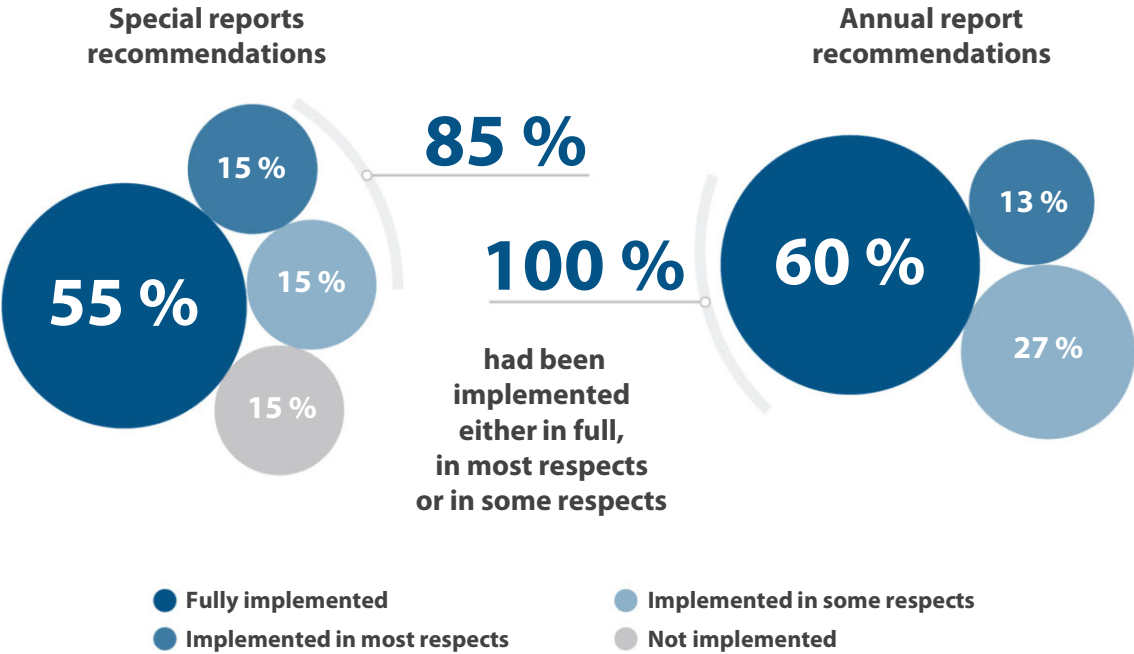 Special reports
recommendations
15 %
55 %
15 %
15 %
85 %
100 %
had been
implemented
either in full,
in most respects
or in some respects
Annual report
recommendations
60 %
13 %
27 %
Fully implemented
Implemented in most respects
Implemented in some respects
Not implemented